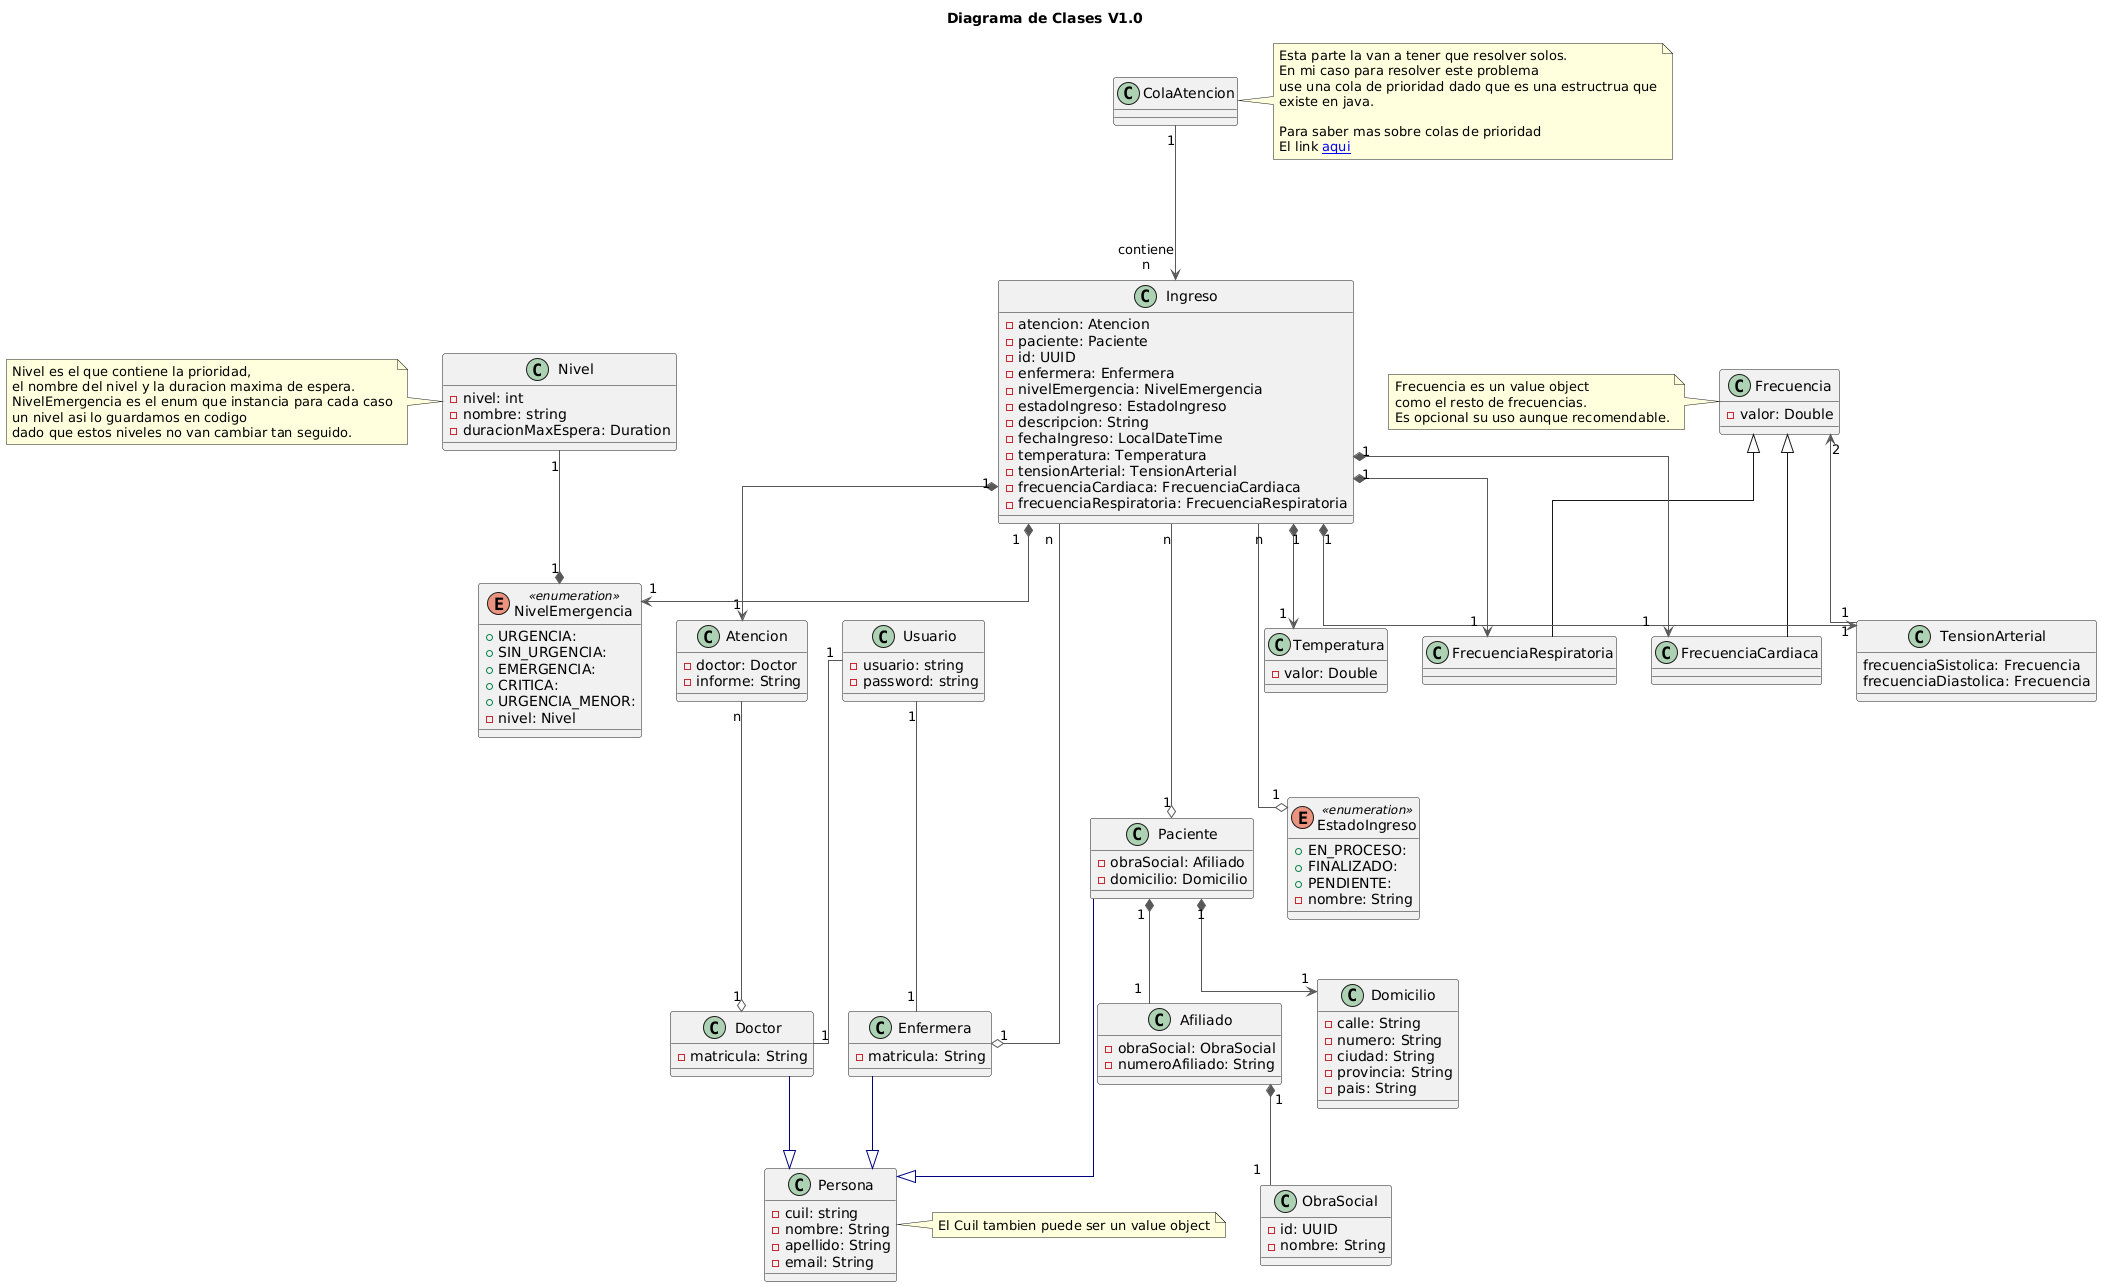 Diagrama de Clases V1.0
ColaAtencion
Esta parte la van a tener que resolver solos.
En mi caso para resolver este problema
use una cola de prioridad dado que es una estructrua que
existe en java.
Para saber mas sobre colas de prioridad
El link aqui
1
contiene
n
Ingreso
atencion: Atencion
paciente: Paciente
id: UUID
enfermera: Enfermera
nivelEmergencia: NivelEmergencia
estadoIngreso: EstadoIngreso
descripcion: String
fechaIngreso: LocalDateTime
temperatura: Temperatura
tensionArterial: TensionArterial
frecuenciaCardiaca: FrecuenciaCardiaca
frecuenciaRespiratoria: FrecuenciaRespiratoria
Nivel es el que contiene la prioridad,
el nombre del nivel y la duracion maxima de espera.
NivelEmergencia es el enum que instancia para cada caso
un nivel asi lo guardamos en codigo
dado que estos niveles no van cambiar tan seguido.
Nivel
nivel: int
nombre: string
duracionMaxEspera: Duration
Frecuencia es un value object
como el resto de frecuencias.
Es opcional su uso aunque recomendable.
Frecuencia
valor: Double
1
1
1
2
1
1
n
n
n
1
1
1
1
1
1
1
1
1
1
1
«enumeration»
NivelEmergencia
URGENCIA:
SIN_URGENCIA:
EMERGENCIA:
CRITICA:
URGENCIA_MENOR:
nivel: Nivel
Atencion
doctor: Doctor
informe: String
Usuario
usuario: string
password: string
Temperatura
valor: Double
FrecuenciaRespiratoria
FrecuenciaCardiaca
TensionArterial
frecuenciaSistolica: Frecuencia
frecuenciaDiastolica: Frecuencia
1
n
1
1
1
Paciente
obraSocial: Afiliado
domicilio: Domicilio
«enumeration»
EstadoIngreso
EN_PROCESO:
FINALIZADO:
PENDIENTE:
nombre: String
1
1
1
1
1
1
1
1
Doctor
matricula: String
Enfermera
matricula: String
Afiliado
obraSocial: ObraSocial
numeroAfiliado: String
Domicilio
calle: String
numero: String
ciudad: String
provincia: String
pais: String
1
1
Persona
cuil: string
nombre: String
apellido: String
email: String
El Cuil tambien puede ser un value object
ObraSocial
id: UUID
nombre: String